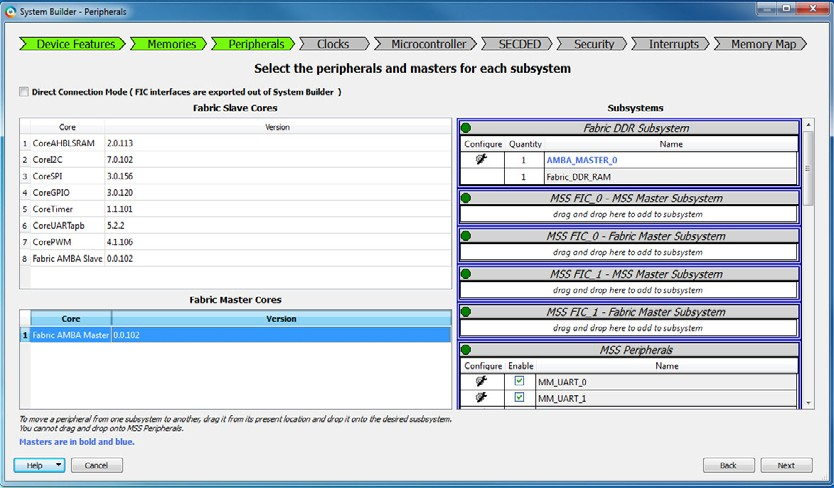 System Builder - Peripherals
Device Features Memories Peripherals Clocks Microcontroller SECDED Security Interrupts Memory Map
Select the peripherals and masters for each subsystem
Direct Connection Mode ( FIC interfaces are exported out of System Builder )
Fabric Slave Cores
Core Version
1 CoreAHBLSRAM 2.0.113
2 CoreI2C 7.0.102
3 CoreSPI 3.0.156
4 CoreGPIO 3.0.120
5 CoreTimer 1.1.101
6 CoreUARTapb 5.2.2
7 CorePWM 4.1.106
8 Fabric AMBA Slave 0.0.102
Fabric Master Cores
Core Version
1 Fabric AMBA Master 0.0.102
Subsystems
Fabric DDR Subsystem
Configure Quantity Name
1 AMBA_MASTER_0
1 Fabric_DDR_RAM
MSS FIC_0 - MSS Master Subsystem
drag and drop here to add to subsystem
MSS FIC_0 - Fabric Master Subsystem
drag and drop here to add to subsystem
MSS FIC_1 - MSS Master Subsystem
drag and drop here to add to subsystem
MSS FIC_1 - Fabric Master Subsystem
drag and drop here to add to subsystem
MSS Peripherals
Configure Enable Name
MM_UART_0
MM_UART_1
To move a peripheral from one subsystem to another, drag it from its present location and drop it onto the desired susbsystem.
You cannot drag and drop onto MSS Peripherals.
Masters are in bold and blue.
Help Cancel Back Next